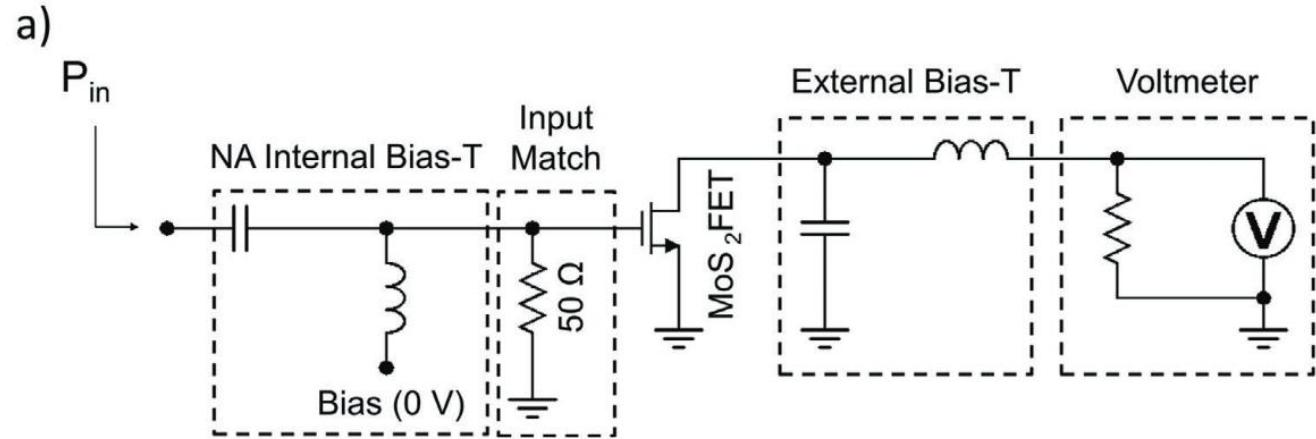 a)
P_in
NA Internal Bias-T
Input
Match
External Bias-T
Voltmeter
50 Ω
MoS₂FET
V
Bias (0 V)